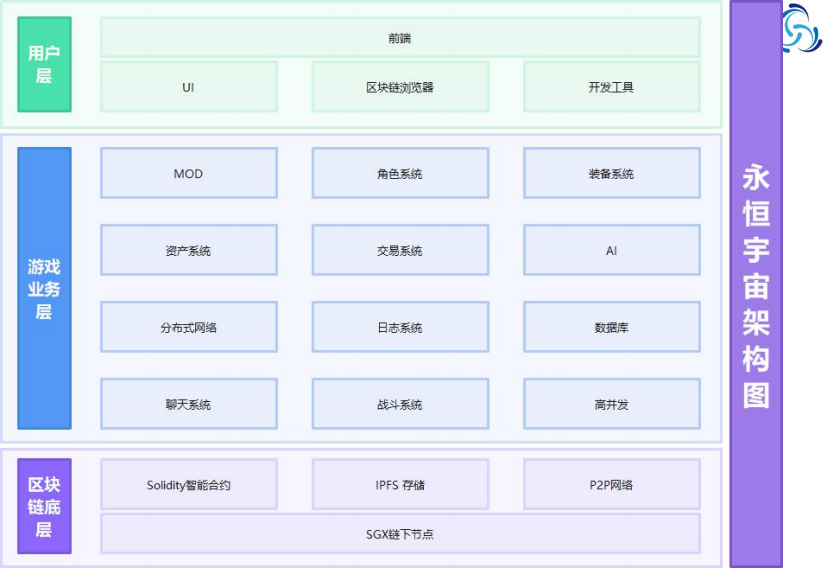 用户
层
前端
UI
区块链浏览器
开发工具
游戏
业务
层
MOD
角色系统
装备系统
资产系统
交易系统
AI
分布式网络
日志系统
数据库
聊天系统
战斗系统
高并发
区块
链底
层
Solidity智能合约
IPFS 存储
P2P网络
SGX链下节点
永恒宇宙架构图